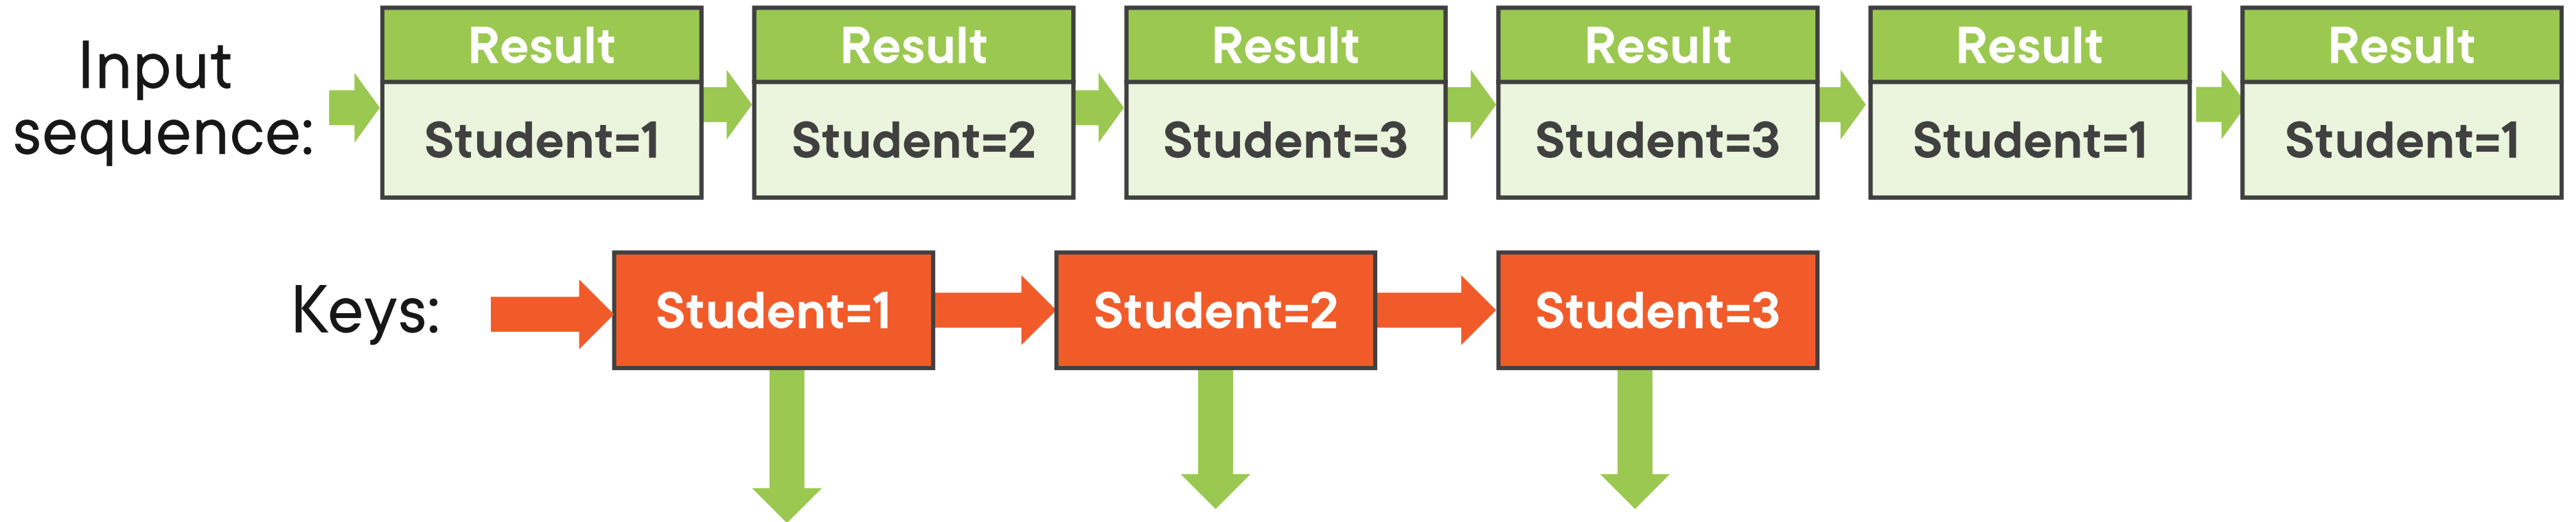 Input
sequence:
Result
Result
Result
Result
Result
Result
Student=1
Student=2
Student=3
Student=3
Student=1
Student=1
Keys:
Student=1
Student=2
Student=3